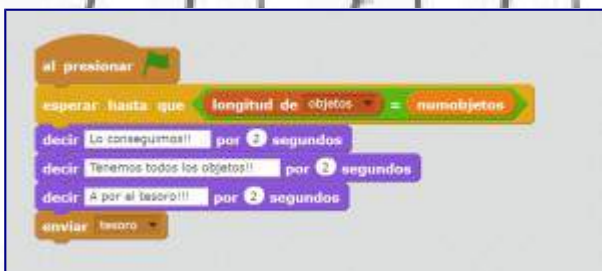 al presionar
esperar hasta que longitud de objetos = numobjetos
decir Lo conseguimos!! por 2 segundos
decir Tenemos todos los objetos!! por 2 segundos
decir A por el tesoro!!! por 2 segundos
enviar tesoro